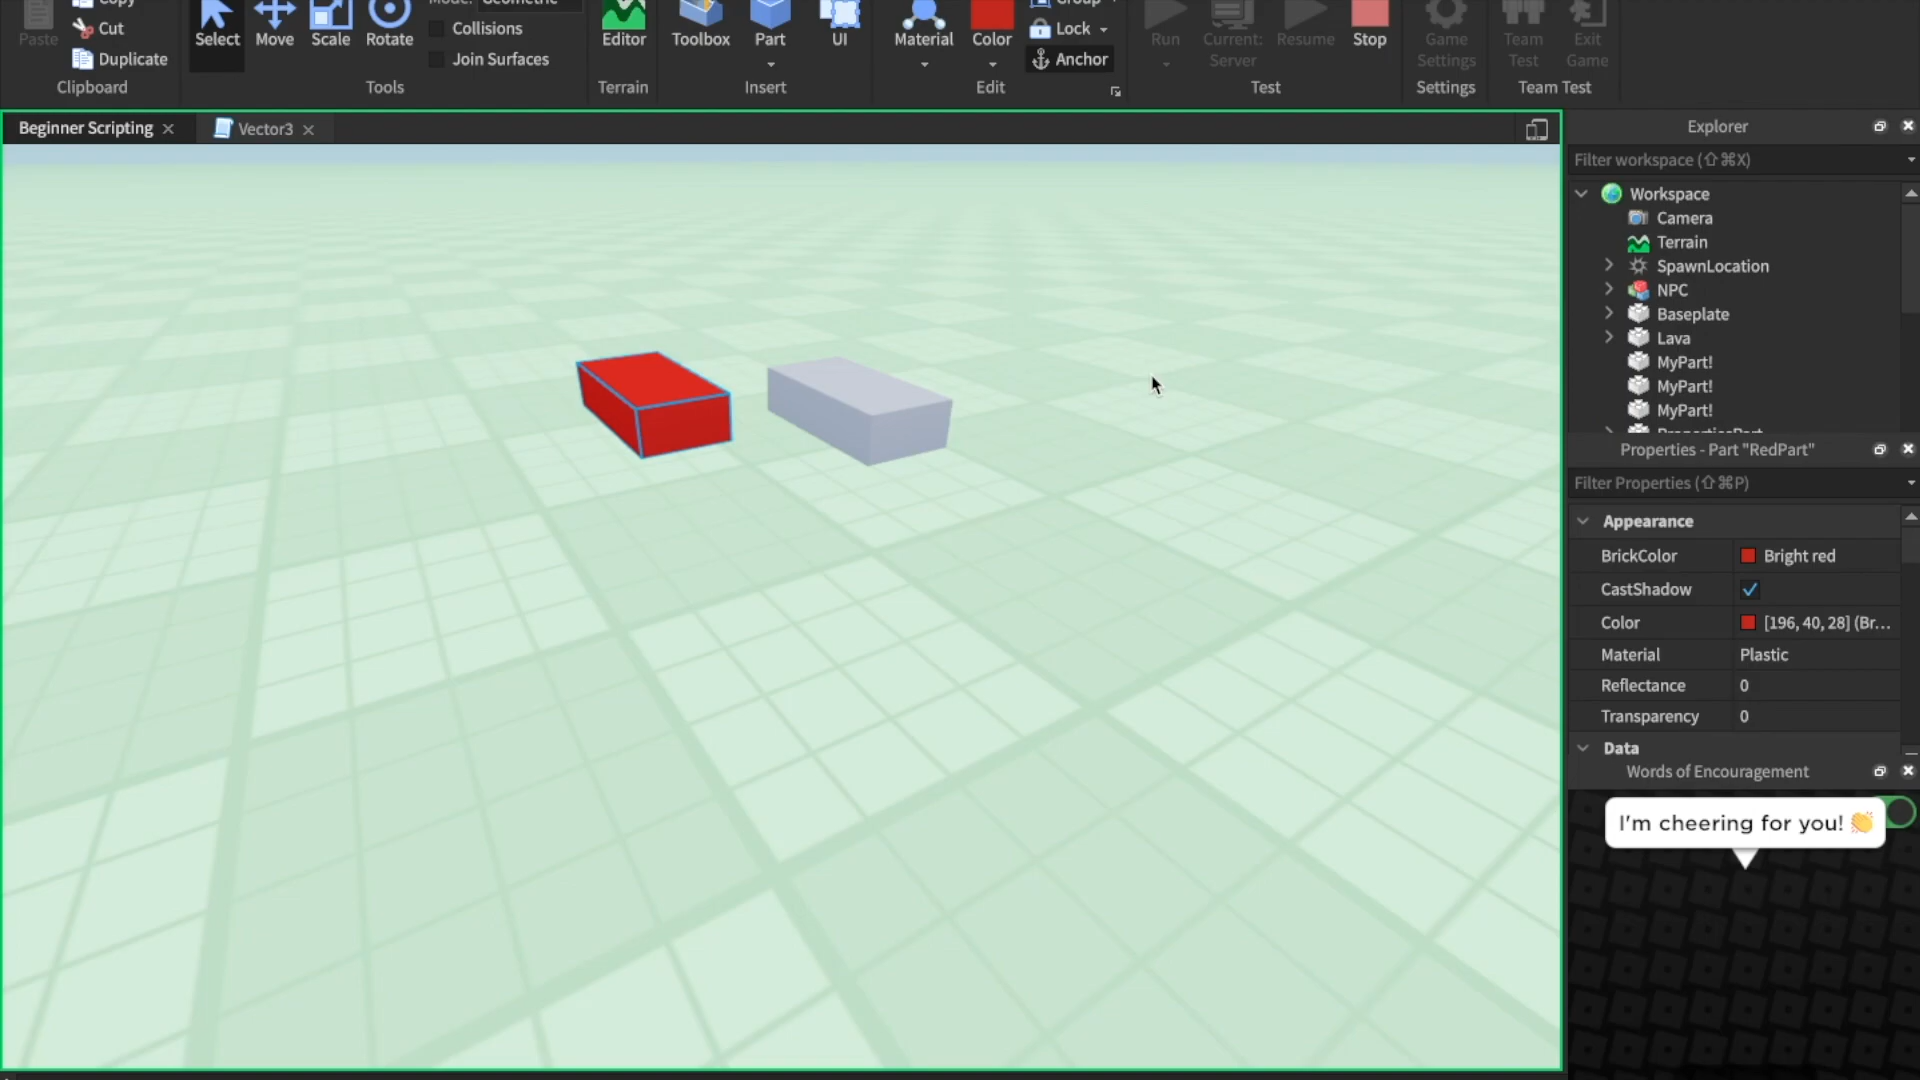 Copy
Mode: Geometric
Group
Paste
Cut
Duplicate
Clipboard
Select
Move
Scale
Rotate
Collisions
Join Surfaces
Tools
Editor
Terrain
Toolbox
Part
UI
Insert
Material
Color
Lock
Anchor
Edit
Run
Current:
Server
Resume
Stop
Test
Game
Settings
Settings
Team
Test
Exit
Game
Team Test
Beginner Scripting
Vector3
Explorer
Filter workspace (⇧⌘X)
Workspace
Camera
Terrain
SpawnLocation
NPC
Baseplate
Lava
MyPart!
MyPart!
MyPart!
PropertiesPart
Properties - Part "RedPart"
Filter Properties (⇧⌘P)
Appearance
BrickColor Bright red
CastShadow
Color [196, 40, 28] (Br...
Material Plastic
Reflectance 0
Transparency 0
Data
Words of Encouragement
I'm cheering for you! 👏